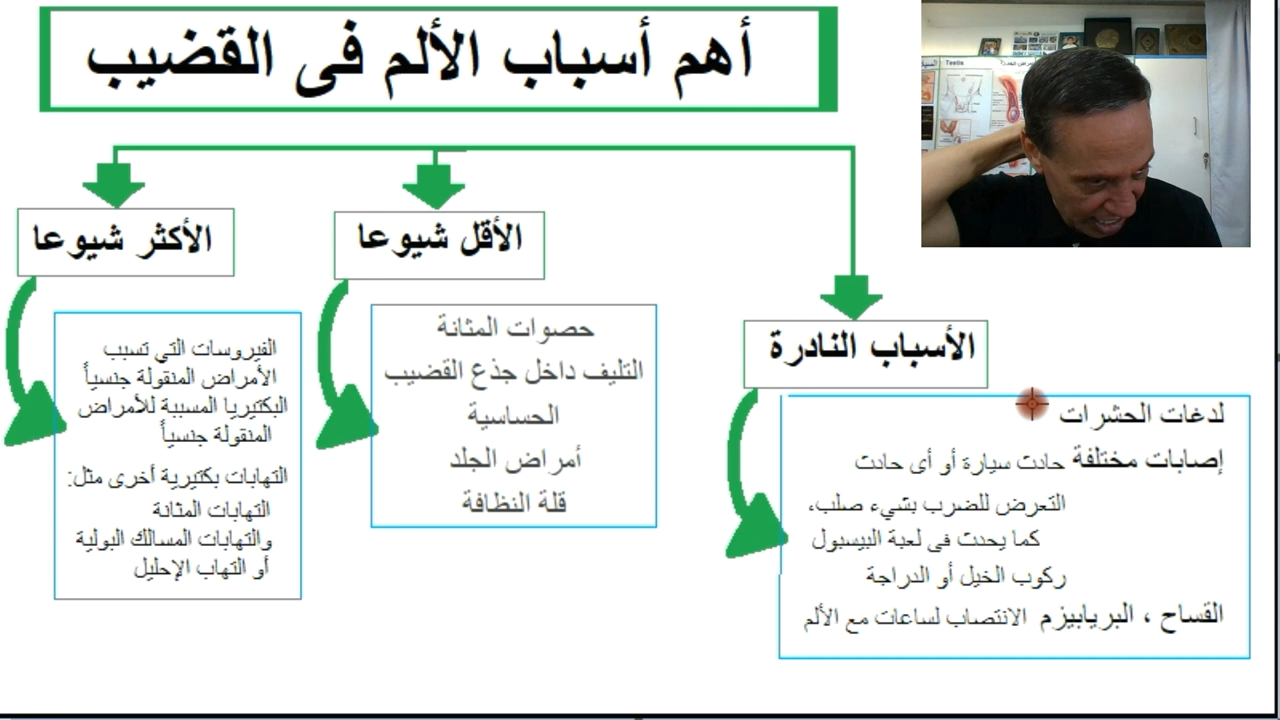 أهم أسباب الألم فى القضيب
الأكثر شيوعا
الفيروسات التي تسبب
الأمراض المنقولة جنسياً
البكتيريا المسببة للأمراض
المنقولة جنسياً
التهابات بكتيرية أخرى مثل:
التهابات المثانة
والتهابات المسالك البولية
أو التهاب الإحليل
الأقل شيوعا
حصوات المثانة
التليف داخل جذع القضيب
الحساسية
أمراض الجلد
قلة النظافة
الأسباب النادرة
لدغات الحشرات
إصابات مختلفة حادث سيارة أو أى حادث
التعرض للضرب بشيء صلب،
كما يحدث فى لعبة البيسبول
ركوب الخيل أو الدراجة
القساح ، البريابيزم الانتصاب لساعات مع الألم
Testis